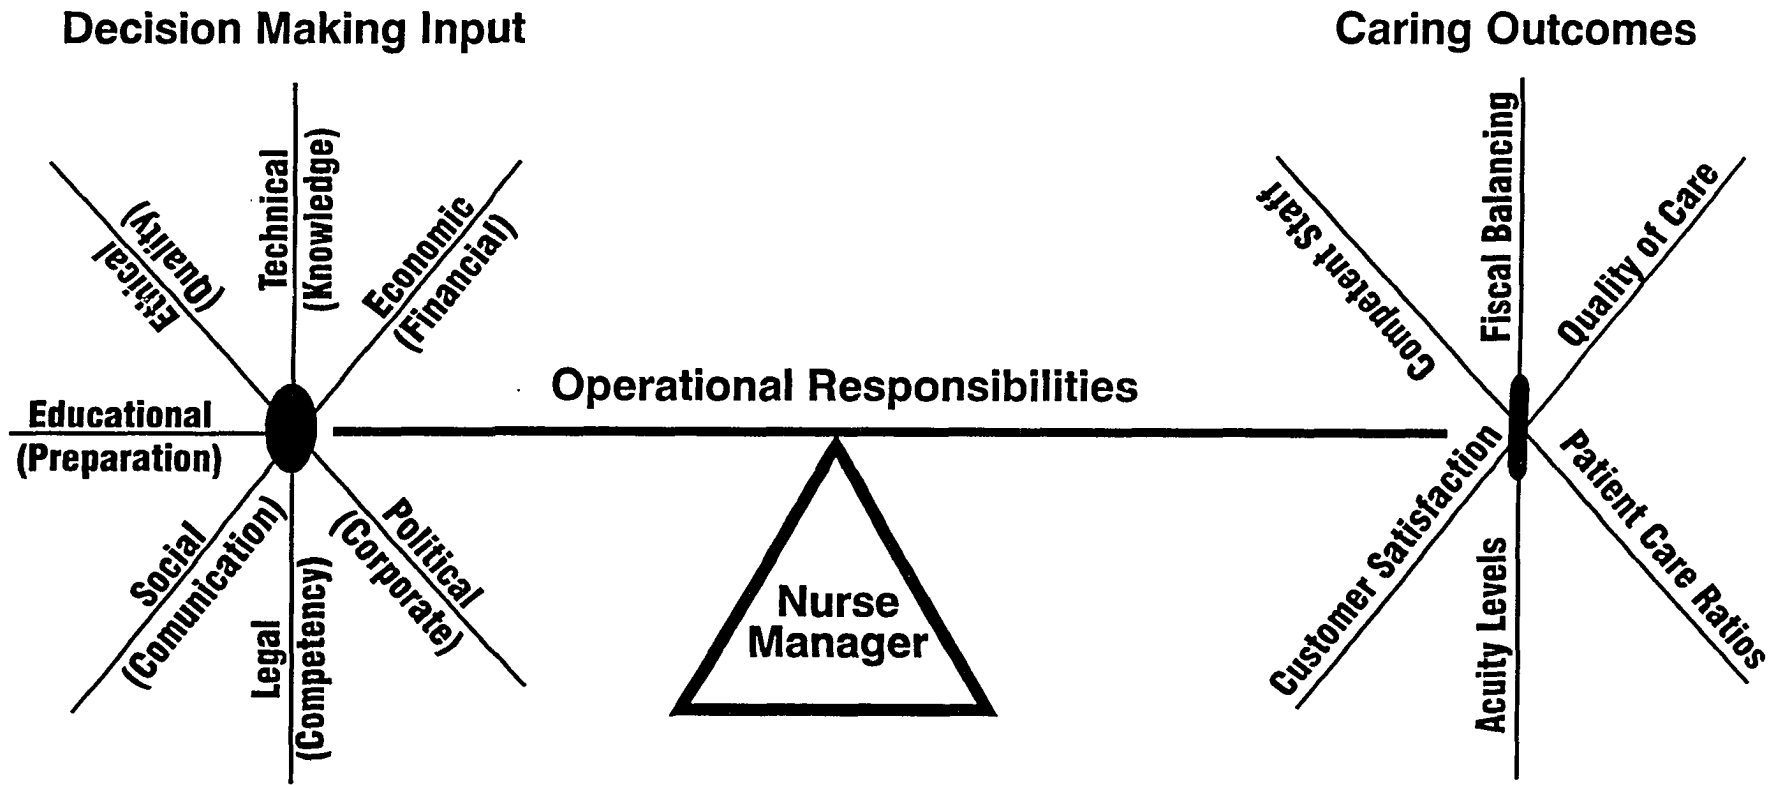 Decision Making Input
Caring Outcomes
Ethical
(Quality)
Technical
(Knowledge)
Economic
(Financial)
Educational
(Preparation)
Social
(Comunication)
Legal
(Competency)
Political
(Corporate)
Operational Responsibilities
Nurse
Manager
Competent Staff
Fiscal Balancing
Quality of Care
Customer Satisfaction
Acuity Levels
Patient Care Ratios